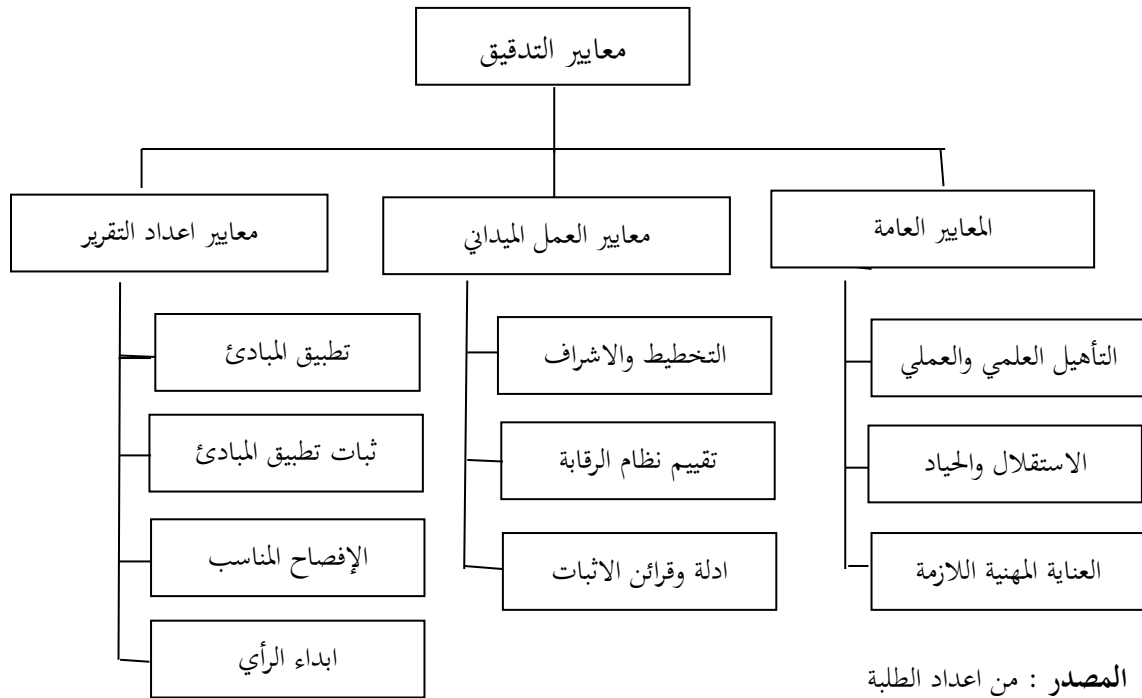 معايير التدقيق
المعايير العامة
معايير العمل الميداني
معايير اعداد التقرير
التأهيل العلمي والعملي
الاستقلال والحياد
العناية المهنية اللازمة
التخطيط والاشراف
تقييم نظام الرقابة
ادلة وقرائن الاثبات
تطبيق المبادئ
ثبات تطبيق المبادئ
الإفصاح المناسب
ابداء الرأي
المصدر : من اعداد الطلبة